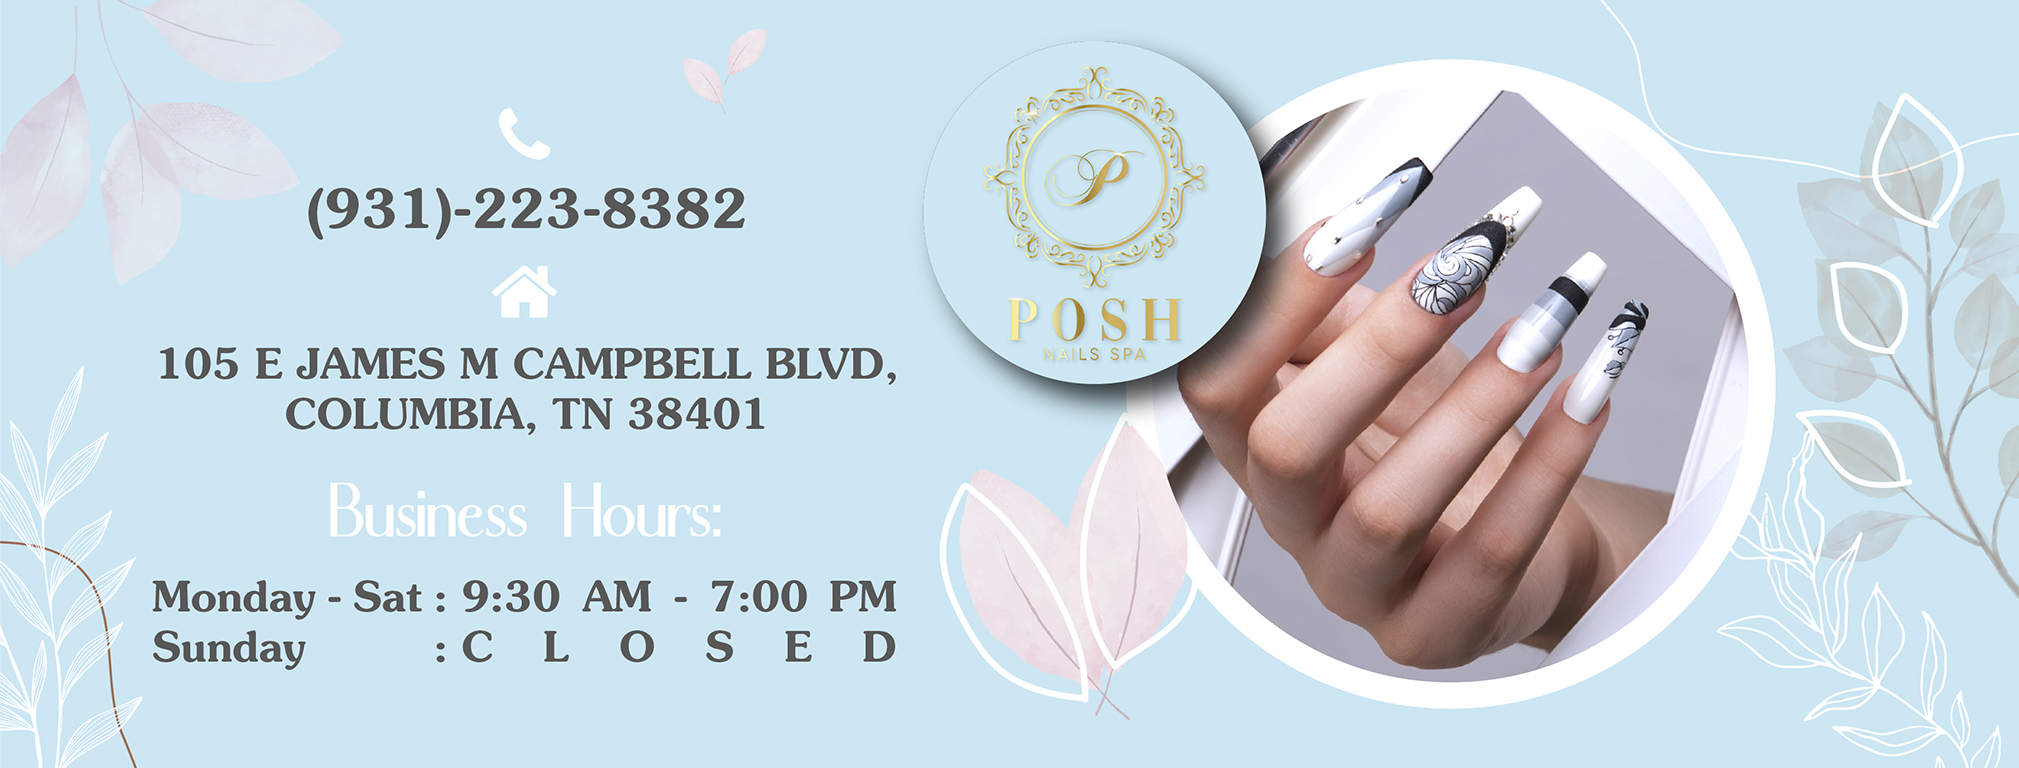 (931)-223-8382
105 E JAMES M CAMPBELL BLVD,
COLUMBIA, TN 38401
Business Hours:
Monday - Sat : 9:30 AM - 7:00 PM
Sunday : CLOSED
P
POSH
NAILS SPA